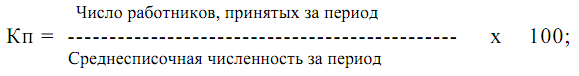 Число работников, принятых за период
Кп = ------------------------------------------------ x 100;
Среднесписочная численность за период